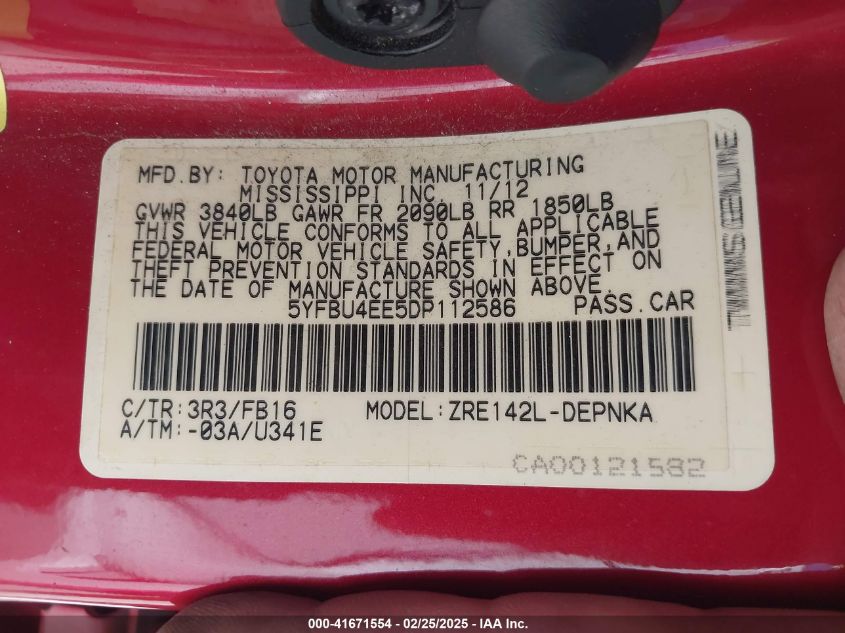 MFD.BY: TOYOTA MOTOR MANUFACTURING
MISSISSIPPI INC. 11/12
GVWR 3840LB GAWR FR 2090LB RR 1850LB
THIS VEHICLE CONFORMS TO ALL APPLICABLE
FEDERAL MOTOR VEHICLE SAFETY,BUMPER,AND
THEFT PREVENTION STANDARDS IN EFFECT ON
THE DATE OF MANUFACTURE SHOWN ABOVE.
5YFBU4EE5DP112586 PASS.CAR
C/TR:3R3/FB16 MODEL:ZRE142L-DEPNKA
A/TM:-03A/U341E
CA00121582
000-41671554 / 02/25/2025 - © IAA, Inc.